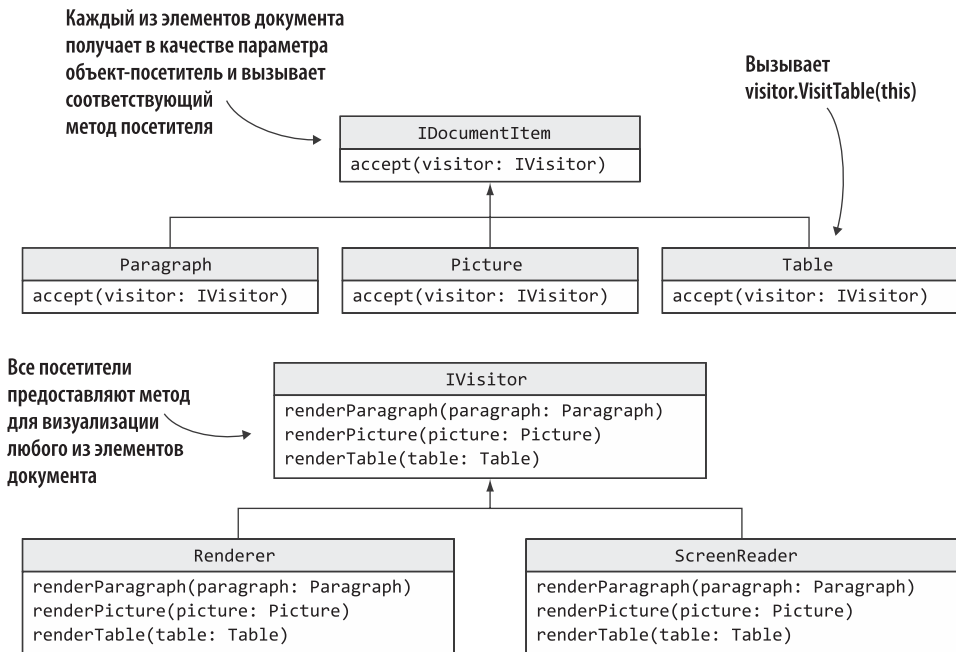 Каждый из элементов документа
получает в качестве параметра
объект-посетитель и вызывает
соответствующий
метод посетителя
Вызывает
visitor.VisitTable(this)
IDocumentItem
accept(visitor: IVisitor)
Paragraph
accept(visitor: IVisitor)
Picture
accept(visitor: IVisitor)
Table
accept(visitor: IVisitor)
Все посетители
предоставляют метод
для визуализации
любого из элементов
документа
IVisitor
renderParagraph(paragraph: Paragraph)
renderPicture(picture: Picture)
renderTable(table: Table)
Renderer
renderParagraph(paragraph: Paragraph)
renderPicture(picture: Picture)
renderTable(table: Table)
ScreenReader
renderParagraph(paragraph: Paragraph)
renderPicture(picture: Picture)
renderTable(table: Table)